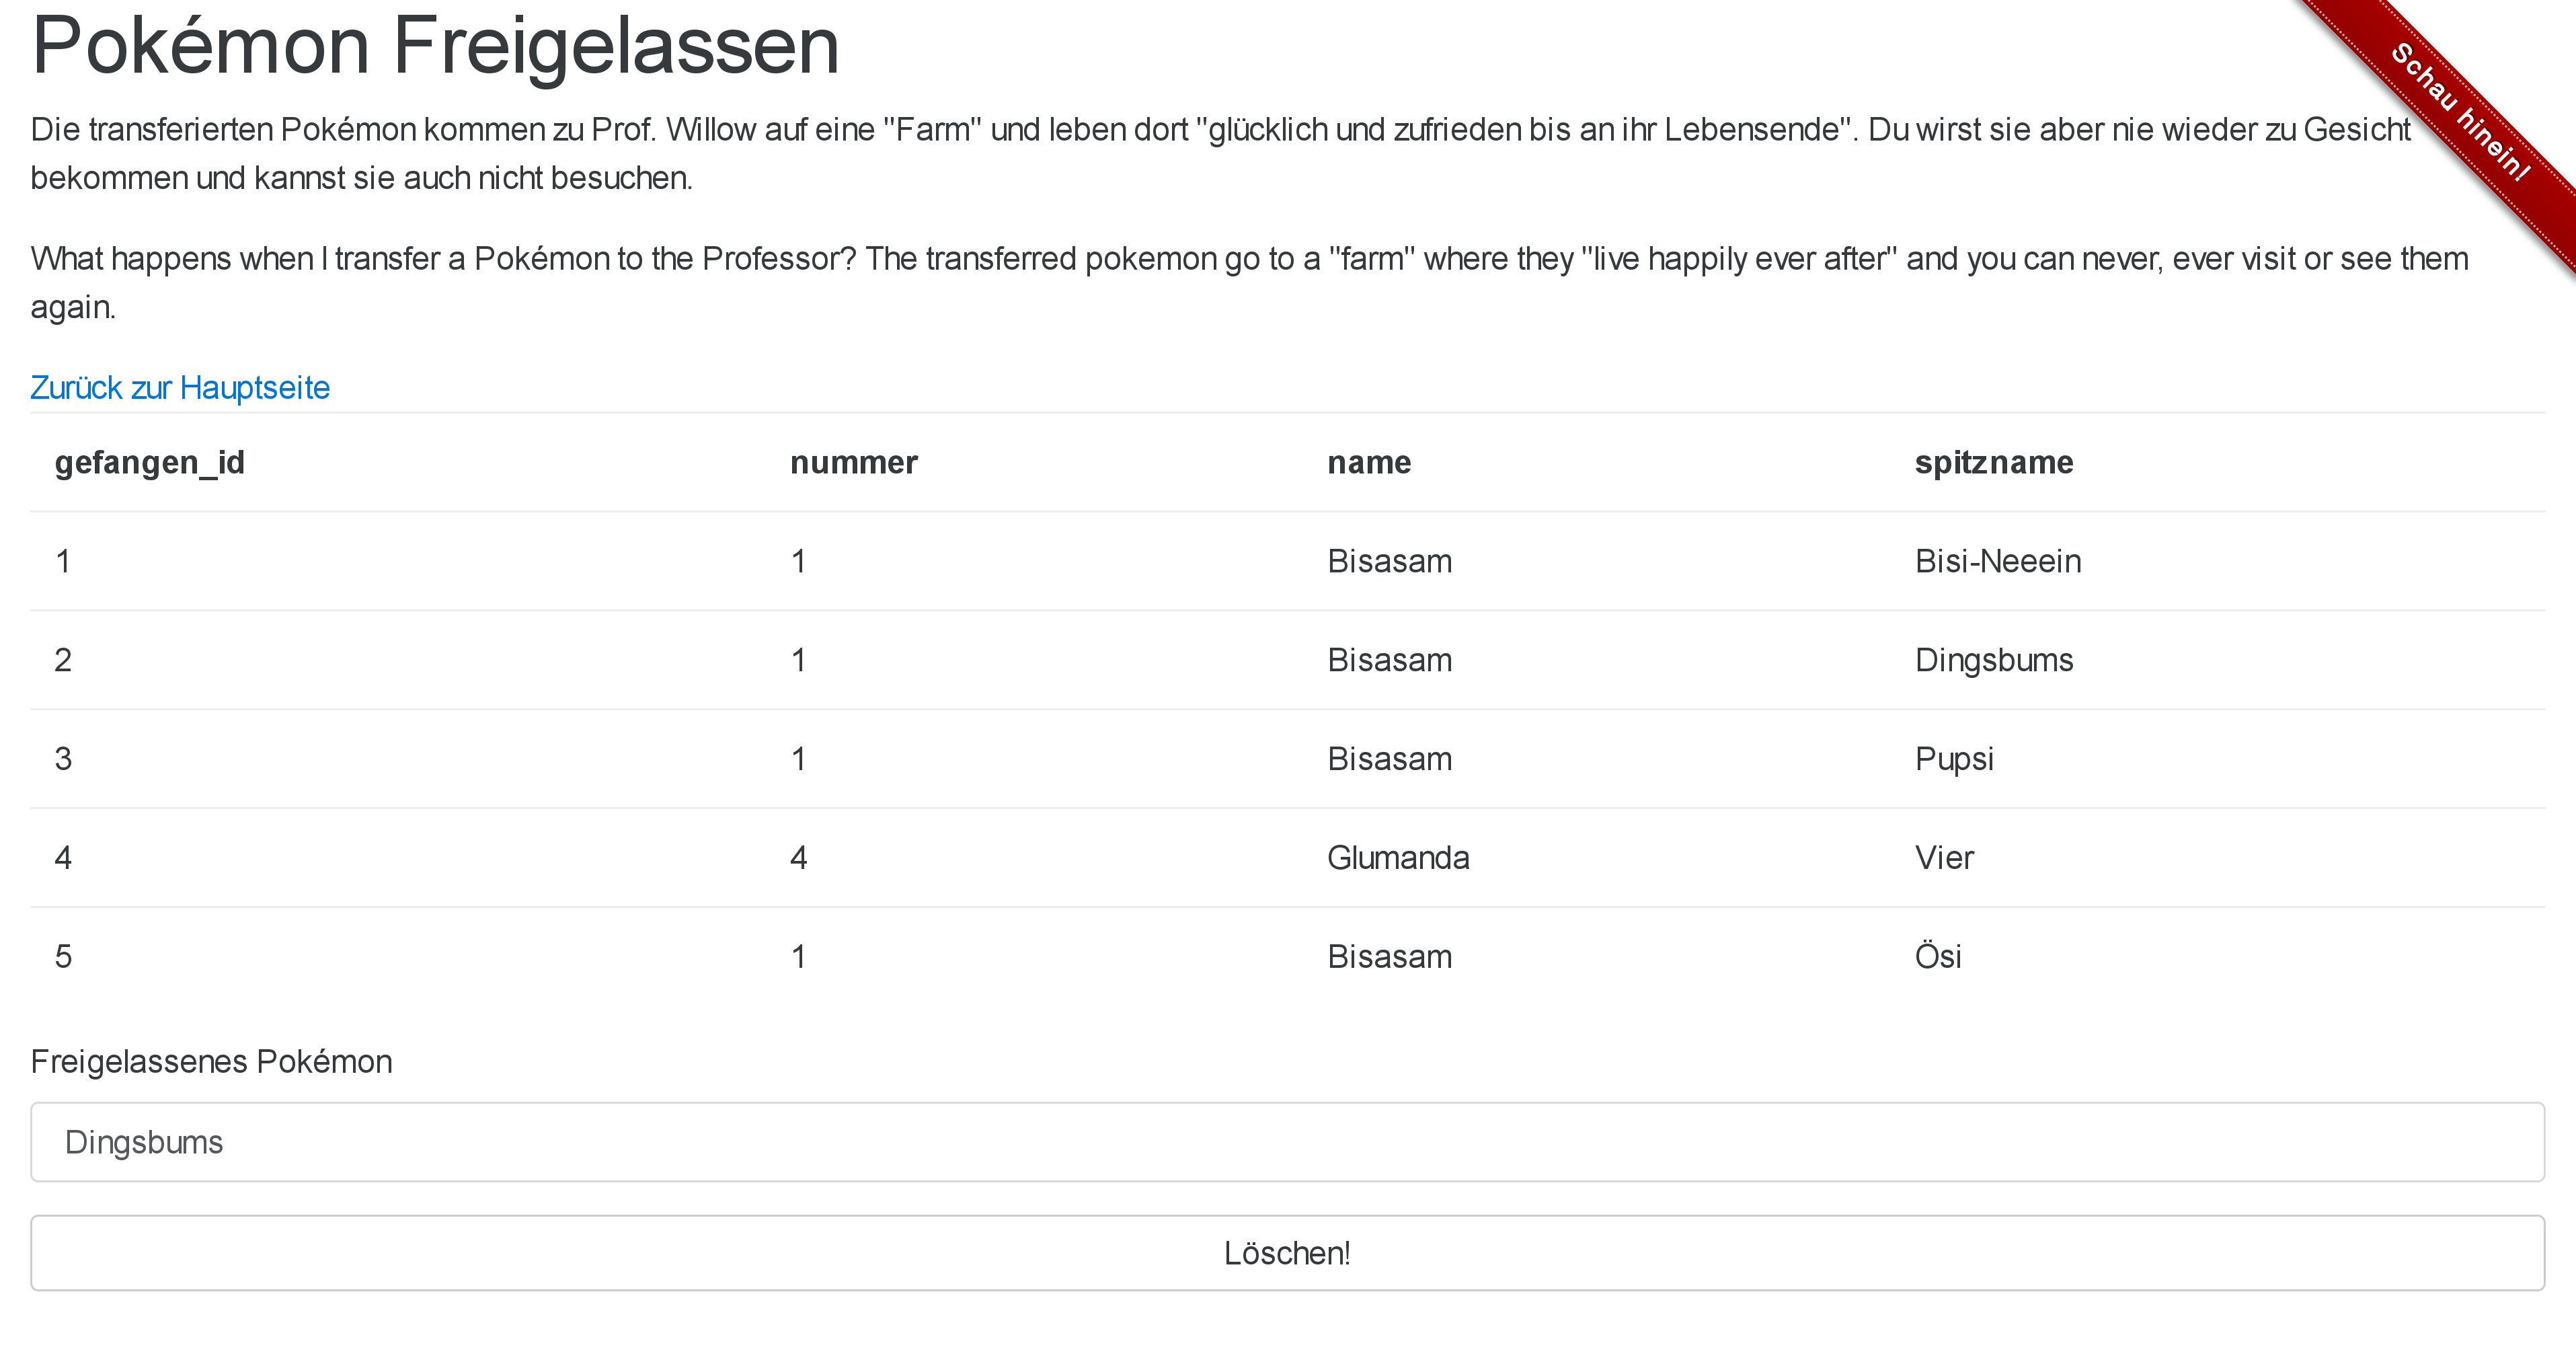 Pokémon Freigelassen
Schau hinein!
Die transferierten Pokémon kommen zu Prof. Willow auf eine "Farm" und leben dort "glücklich und zufrieden bis an ihr Lebensende". Du wirst sie aber nie wieder zu Gesicht
bekommen und kannst sie auch nicht besuchen.
What happens when I transfer a Pokémon to the Professor? The transferred pokemon go to a "farm" where they "live happily ever after" and you can never, ever visit or see them
again.
Zurück zur Hauptseite
gefangen_id nummer name spitzname
1 1 Bisasam Bisi-Neeein
2 1 Bisasam Dingsbums
3 1 Bisasam Pupsi
4 4 Glumanda Vier
5 1 Bisasam Ösi
Freigelassenes Pokémon
Dingsbums
Löschen!